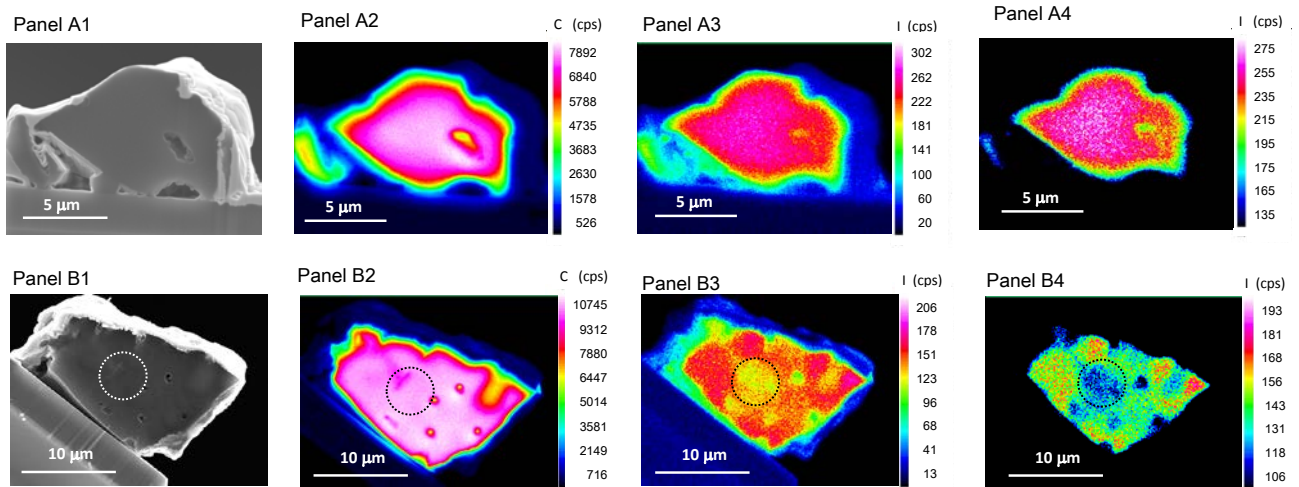 Panel A1
Panel A2
C (cps)
7892
6840
5788
4735
3682
2630
1578
526
5 µm
5 µm
Panel A3
I (cps)
302
262
222
181
141
100
60
20
5 µm
Panel A4
I (cps)
275
255
235
215
195
175
165
135
5 µm
Panel B1
10 µm
Panel B2
C (cps)
10745
9312
7880
6447
5014
3581
2149
716
10 µm
Panel B3
I (cps)
206
178
151
123
96
68
41
13
10 µm
Panel B4
I (cps)
193
181
168
156
143
131
118
106
10 µm